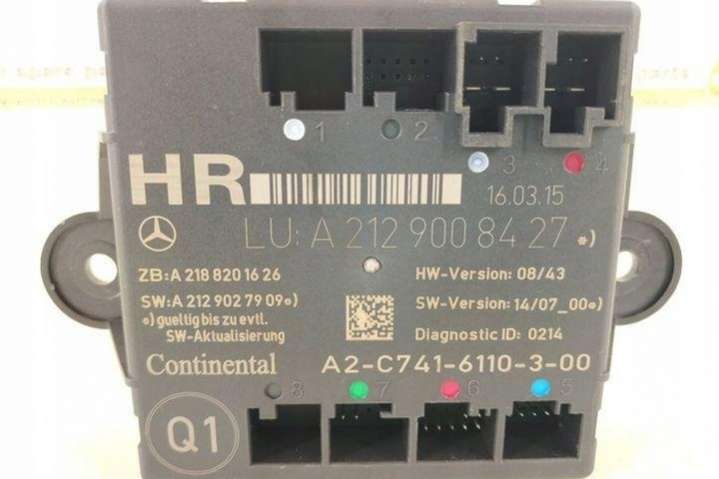 1 2
3 4
HR
16.03.15
LU: A 212 900 84 27 *)
ZB: A 218 820 16 26
HW-Version: 08/43
SW: A 212 902 79 09 *)
SW-Version: 14/07_00 *)
*) gueltig bis zu evtl.
SW-Aktualisierung
Diagnostic ID: 0214
Continental
A2-C741-6110-3-00
8 7 6 5
Q1